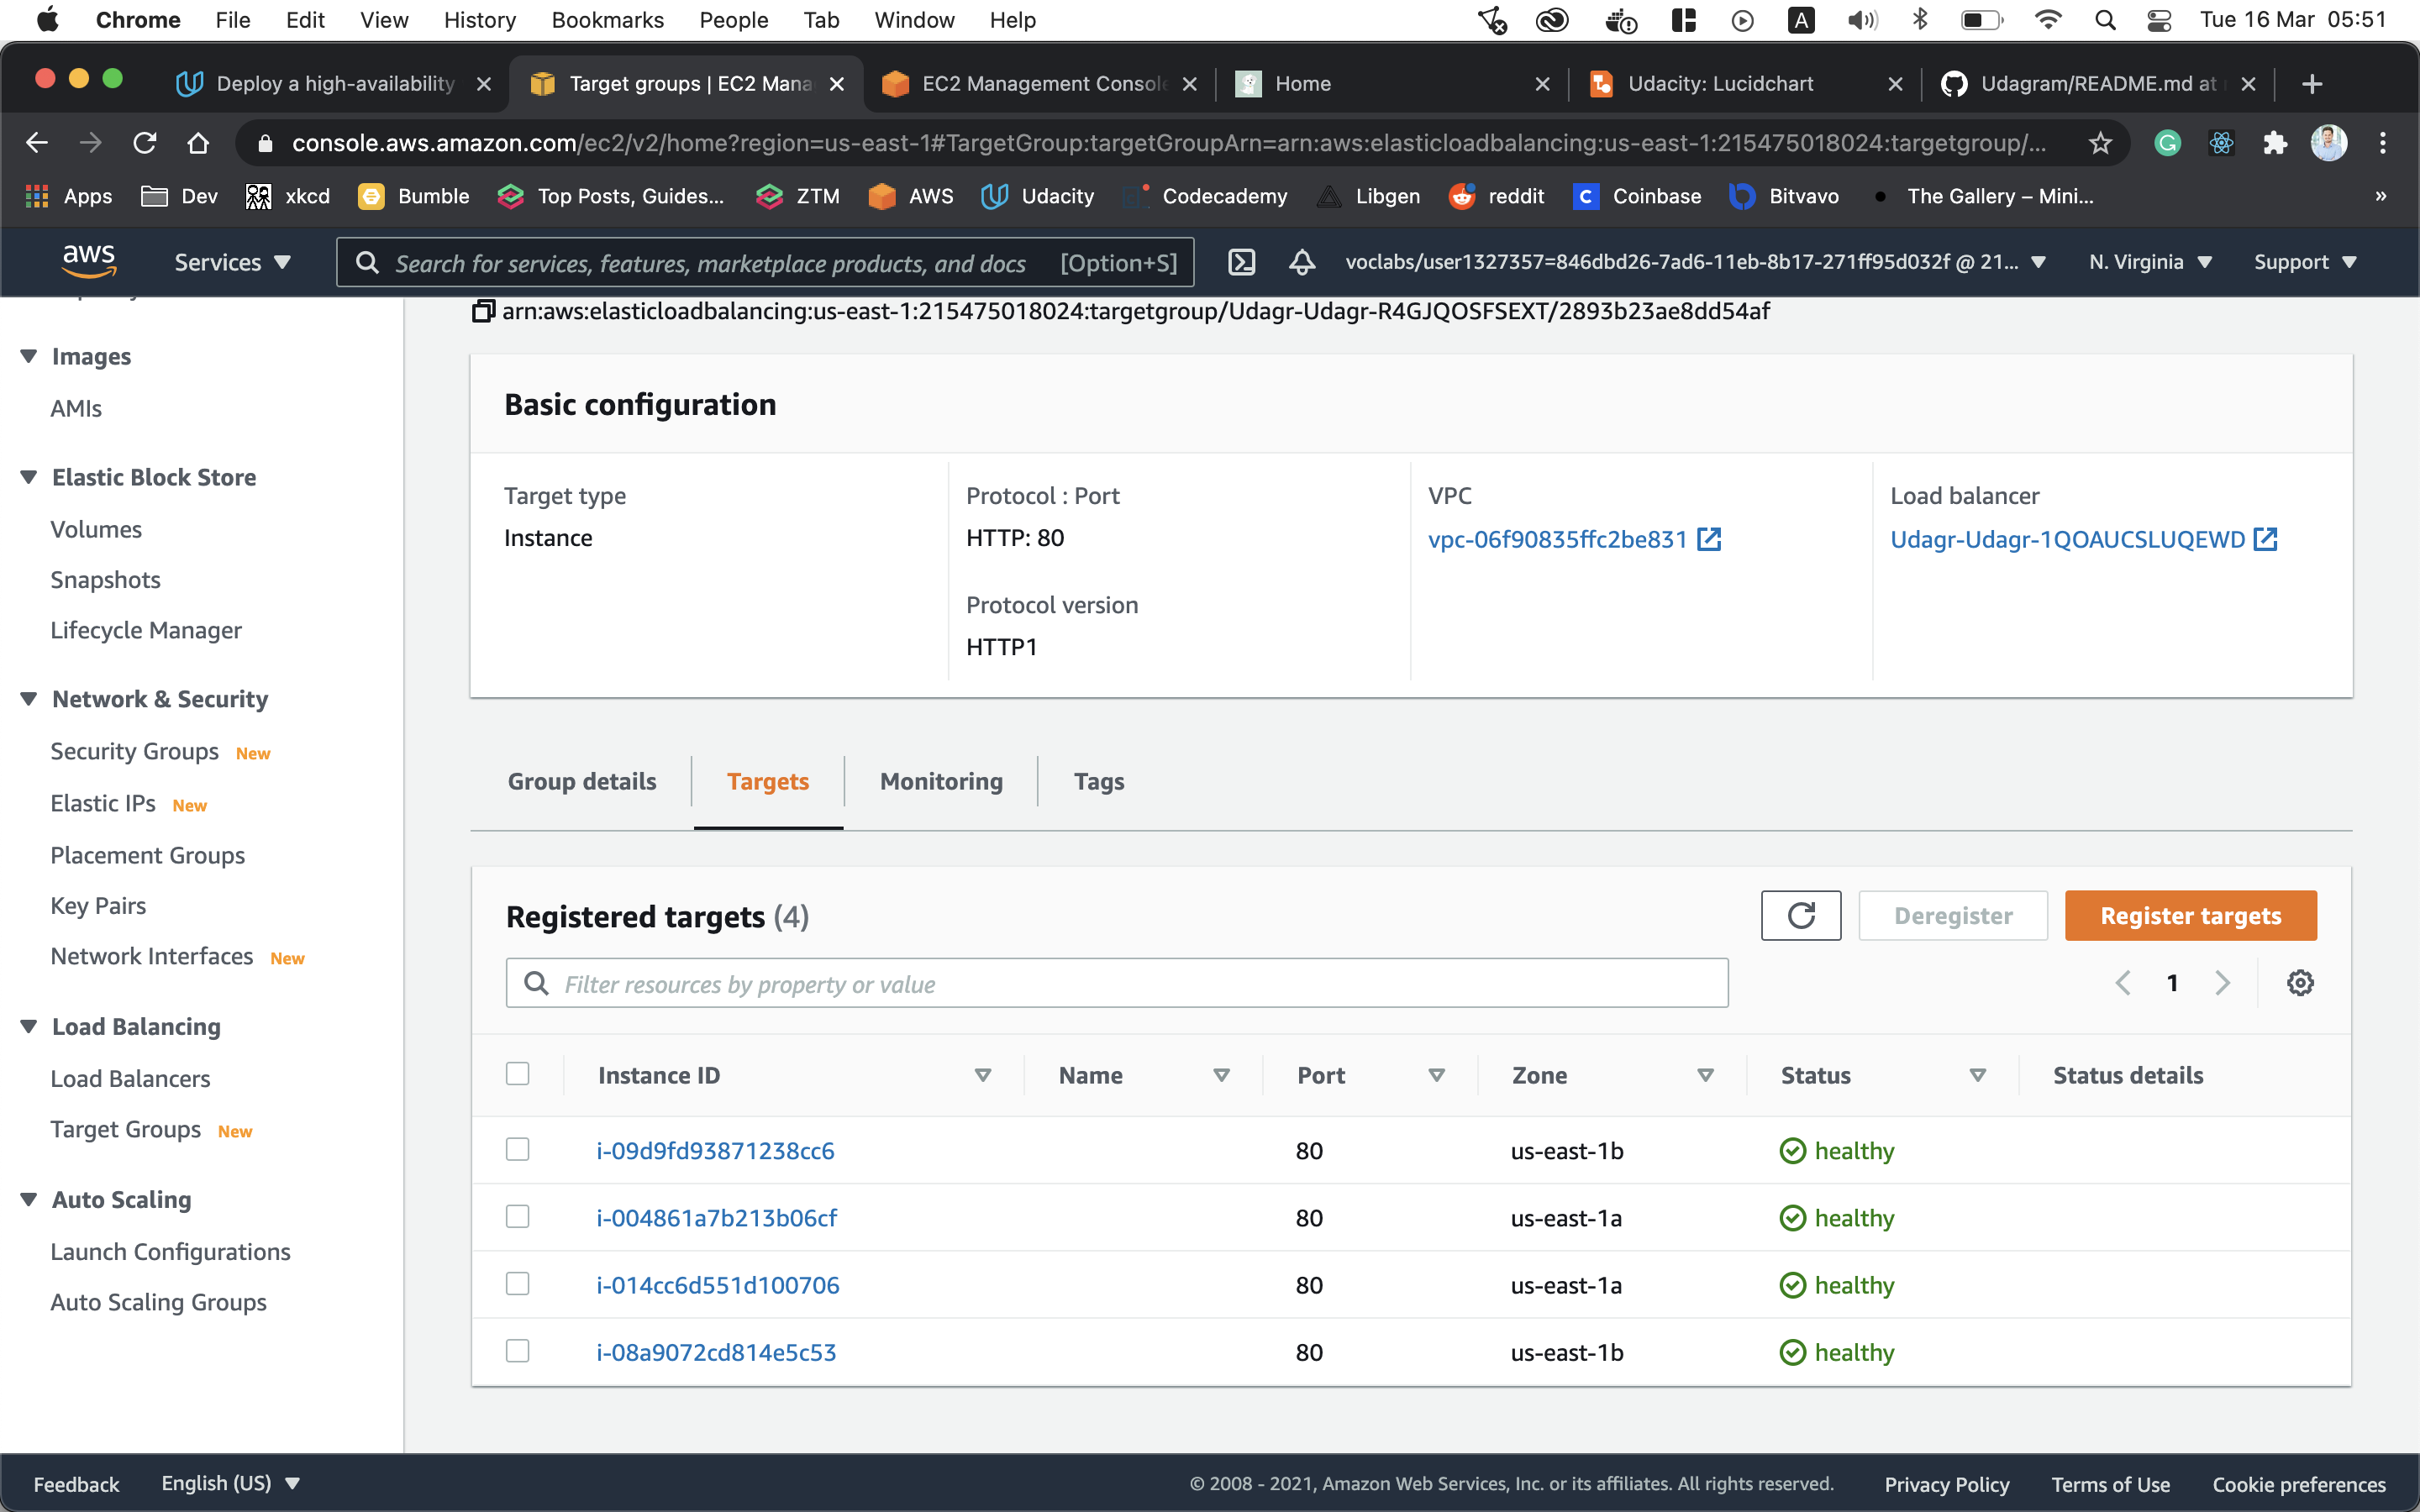 Chrome File Edit View History Bookmarks People Tab Window Help A Tue 16 Mar 05:51
Deploy a high-availability Target groups | EC2 Mana EC2 Management Console Home Udacity: Lucidchart Udagram/README.md at
console.aws.amazon.com/ec2/v2/home?region=us-east-1#TargetGroup:targetGroupArn=arn:aws:elasticloadbalancing:us-east-1:215475018024:targetgroup/...
Apps Dev xkcd Bumble Top Posts, Guides... ZTM AWS Udacity Codecademy Libgen reddit Coinbase Bitvavo The Gallery – Mini... »
aws Services Search for services, features, marketplace products, and docs [Option+S] voclabs/user1327357=846dbd26-7ad6-11eb-8b17-271ff95d032f @ 21... N. Virginia Support
arn:aws:elasticloadbalancing:us-east-1:215475018024:targetgroup/Udagr-Udagr-R4GJQOSFSEXT/2893b23ae8dd54af
Images
AMIs
Elastic Block Store
Volumes
Snapshots
Lifecycle Manager
Network & Security
Security Groups New
Elastic IPs New
Placement Groups
Key Pairs
Network Interfaces New
Load Balancing
Load Balancers
Target Groups New
Auto Scaling
Launch Configurations
Auto Scaling Groups
Basic configuration
Target type
Instance
Protocol : Port
HTTP: 80
Protocol version
HTTP1
VPC
vpc-06f90835ffc2be831
Load balancer
Udagr-Udagr-1QOAUCSLUQEWD
Group details Targets Monitoring Tags
Registered targets (4) Deregister Register targets
Filter resources by property or value 1
Instance ID Name Port Zone Status Status details
i-09d9fd93871238cc6 80 us-east-1b healthy
i-004861a7b213b06cf 80 us-east-1a healthy
i-014cc6d551d100706 80 us-east-1a healthy
i-08a9072cd814e5c53 80 us-east-1b healthy
Feedback English (US) © 2008 - 2021, Amazon Web Services, Inc. or its affiliates. All rights reserved. Privacy Policy Terms of Use Cookie preferences